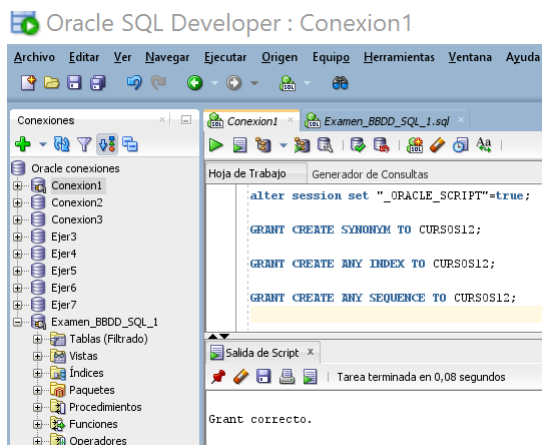 Oracle SQL Developer : Conexion1
Archivo Editar Ver Navegar Ejecutar Origen Equipo Herramientas Ventana Ayuda
Conexiones
Oracle conexiones
Conexion1
Conexion2
Conexion3
Ejer3
Ejer4
Ejer5
Ejer6
Ejer7
Examen_BBDD_SQL_1
Tablas (Filtrado)
Vistas
Índices
Paquetes
Procedimientos
Funciones
Operadores
Conexion1 Examen_BBDD_SQL_1.sql
Hoja de Trabajo Generador de Consultas
alter session set "_ORACLE_SCRIPT"=true;
GRANT CREATE SYNONYM TO CURSOS12;
GRANT CREATE ANY INDEX TO CURSOS12;
GRANT CREATE ANY SEQUENCE TO CURSOS12;
Salida de Script
Tarea terminada en 0,08 segundos
Grant correcto.